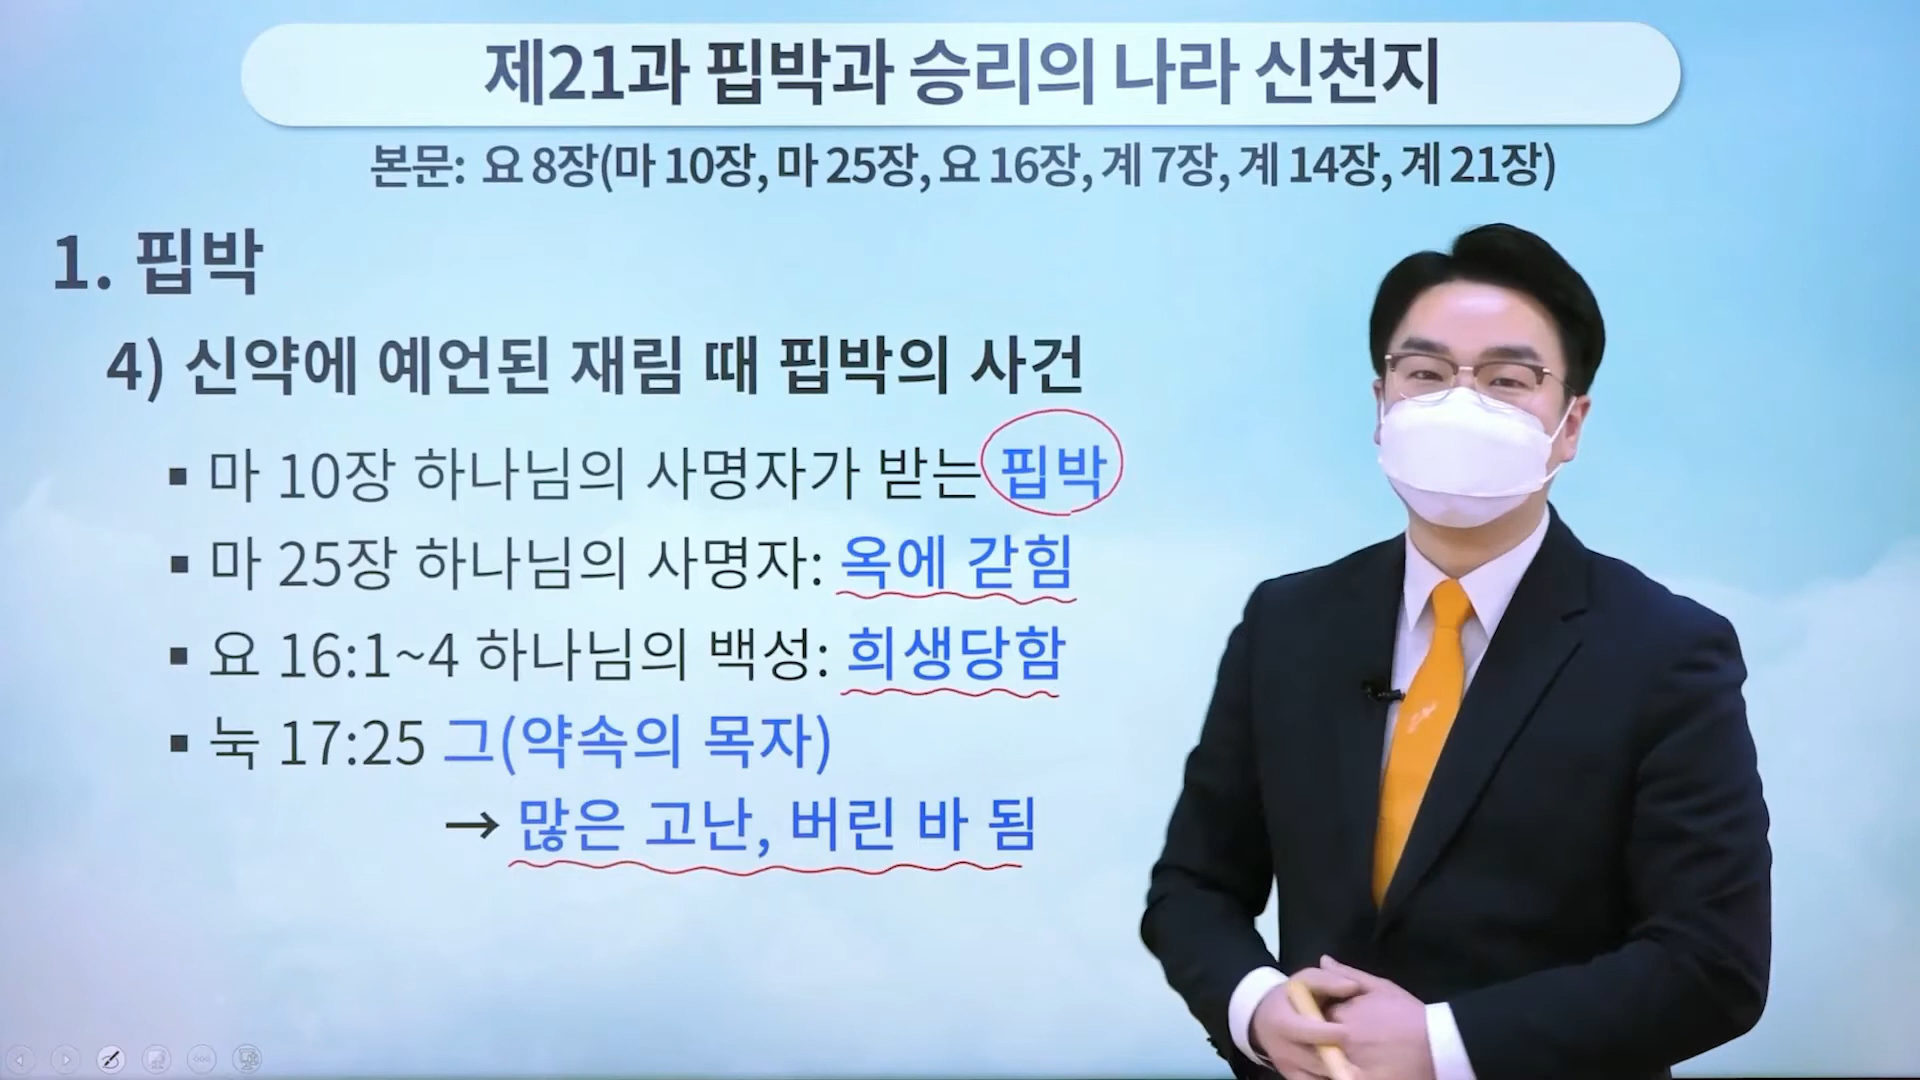 제21과 핍박과 승리의 나라 신천지
본문: 요 8장(마 10장, 마 25장, 요 16장, 계 7장, 계 14장, 계 21장)
1. 핍박
4) 신약에 예언된 재림 때 핍박의 사건
▪ 마 10장 하나님의 사명자가 받는 핍박
▪ 마 25장 하나님의 사명자: 옥에 갇힘
▪ 요 16:1~4 하나님의 백성: 희생당함
▪ 눅 17:25 그(약속의 목자)
→ 많은 고난, 버린 바 됨